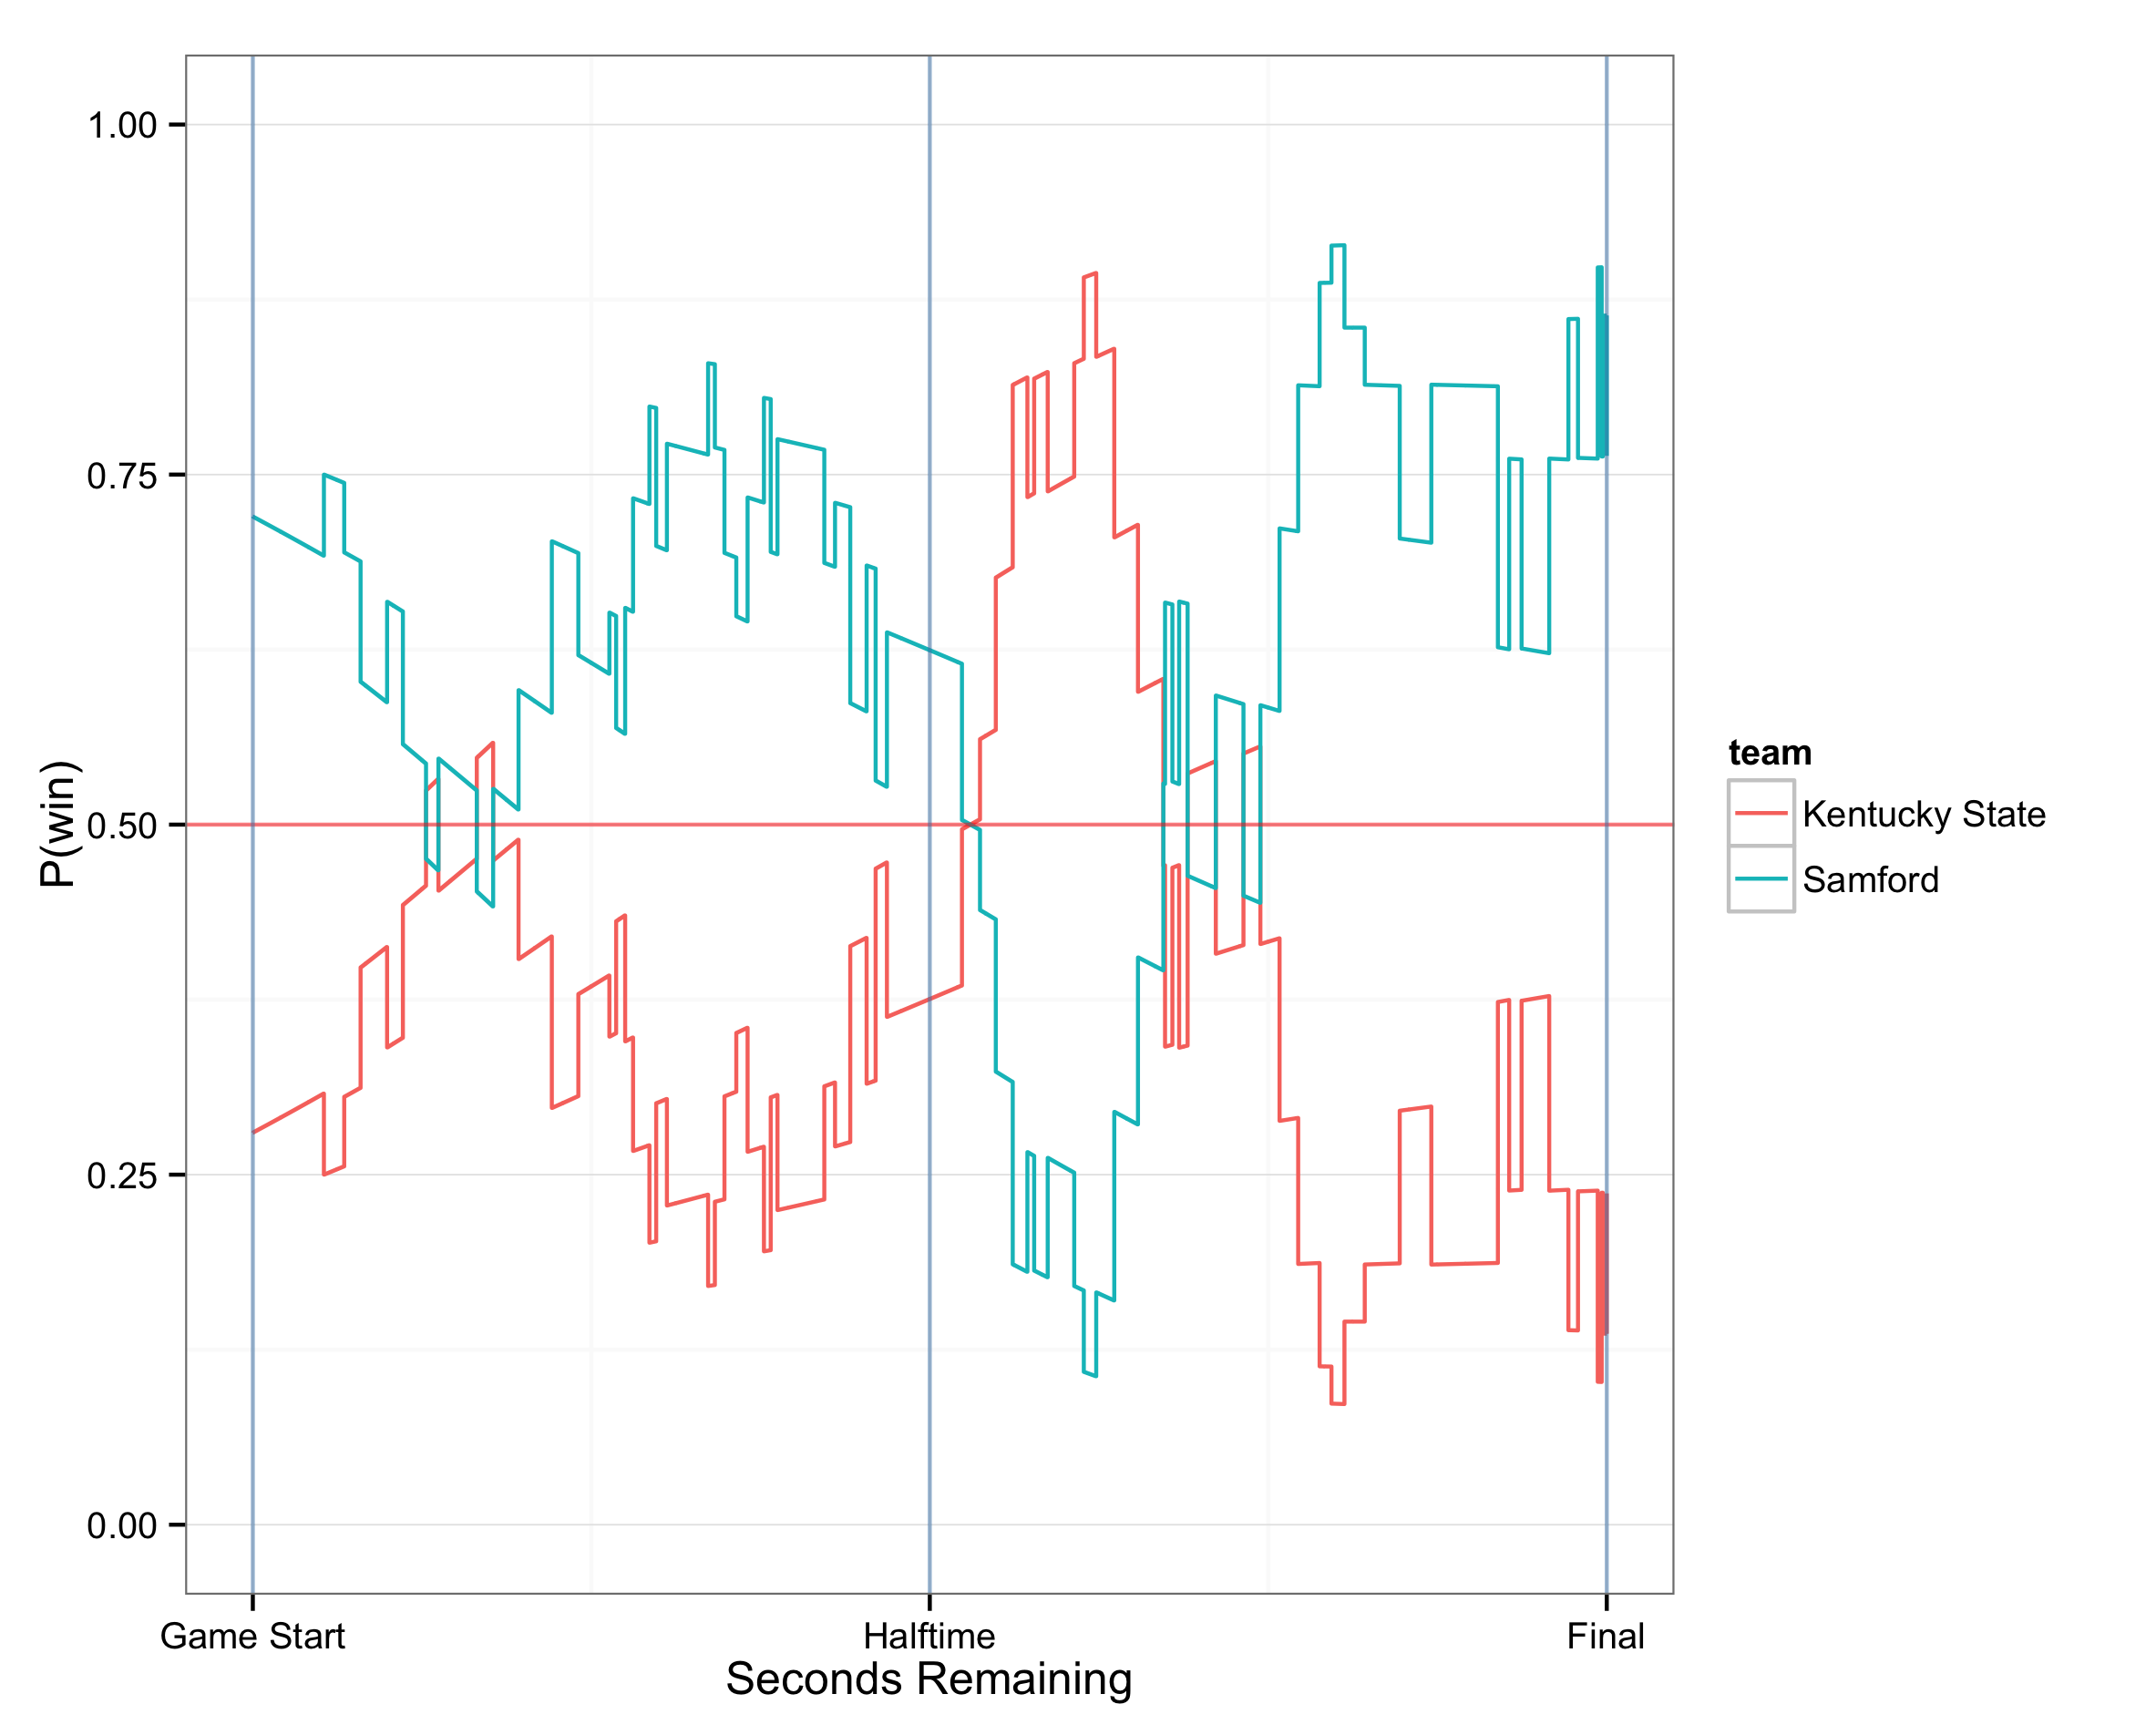 P(win)
1.00
0.75
0.50
0.25
0.00
Game Start
Halftime
Final
Seconds Remaining
team
Kentucky State
Samford